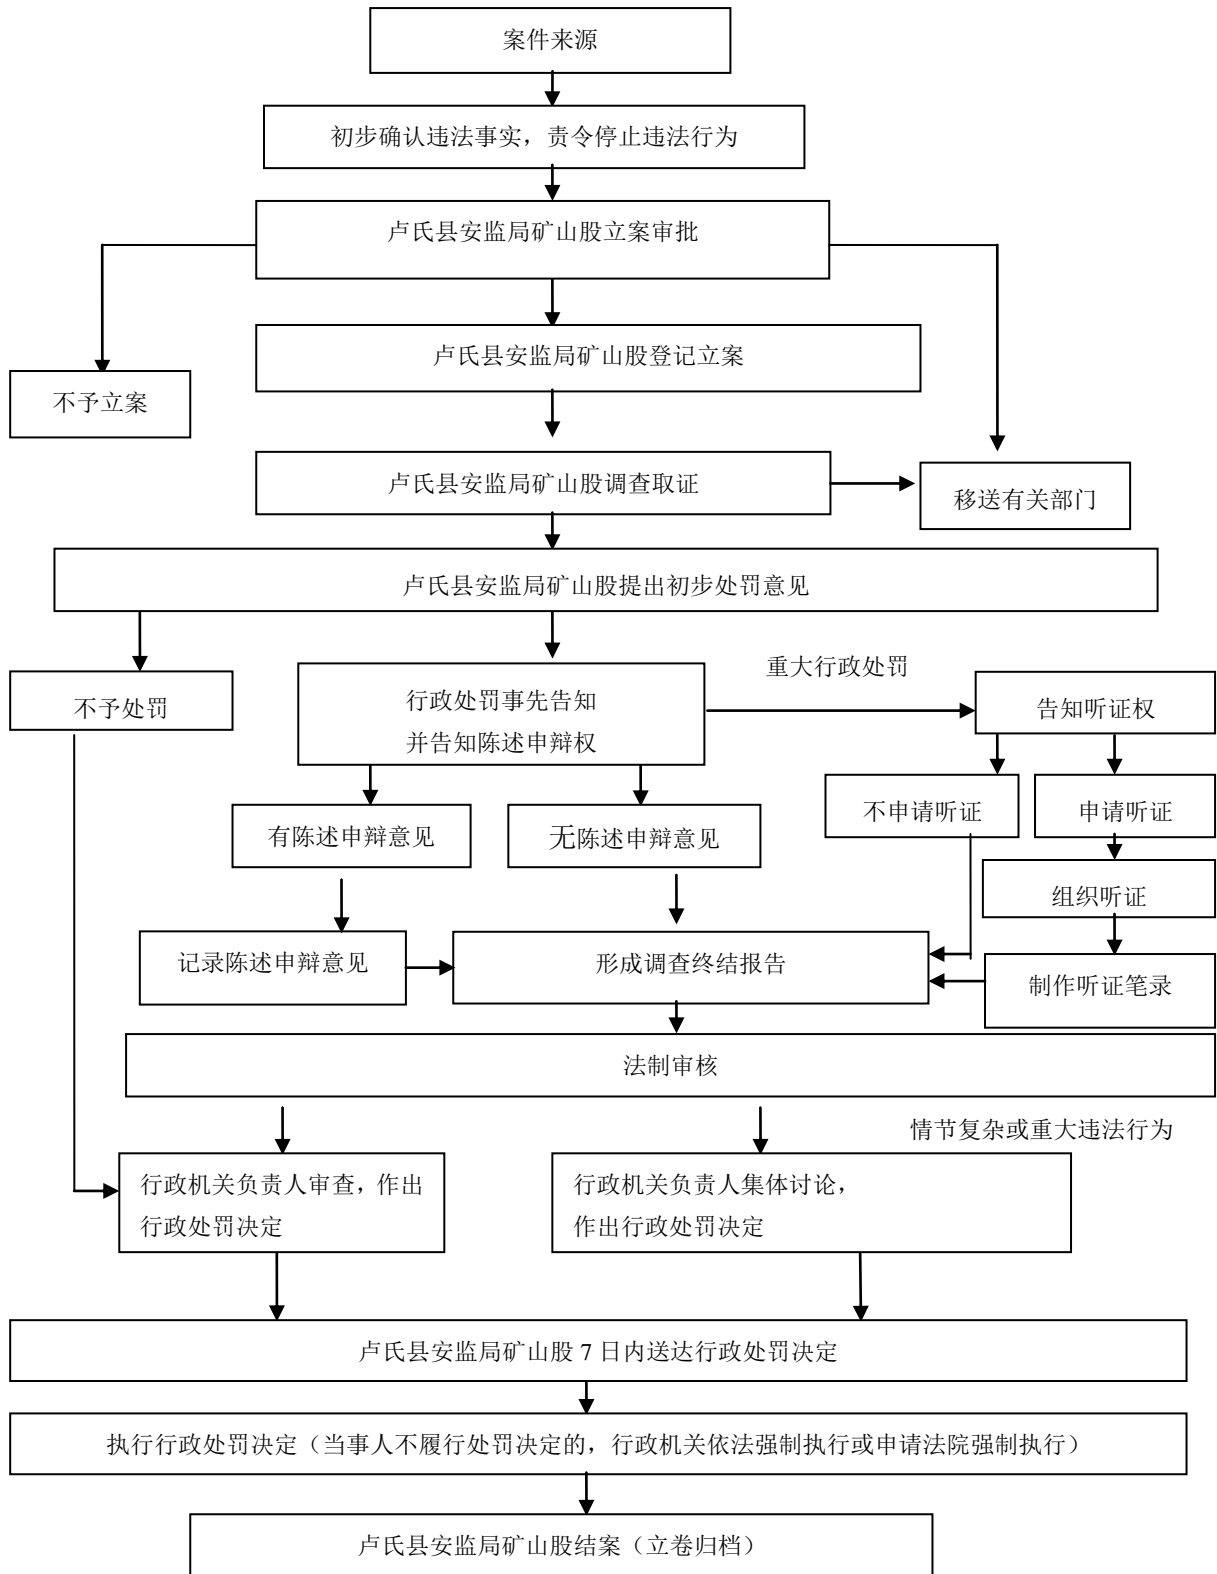 案件来源
初步确认违法事实，责令停止违法行为
卢氏县安监局矿山股立案审批
卢氏县安监局矿山股登记立案
不予立案
卢氏县安监局矿山股调查取证
移送有关部门
卢氏县安监局矿山股提出初步处罚意见
重大行政处罚
不予处罚
行政处罚事先告知
并告知陈述申辩权
告知听证权
不申请听证
申请听证
有陈述申辩意见
无陈述申辩意见
组织听证
记录陈述申辩意见
形成调查终结报告
制作听证笔录
法制审核
情节复杂或重大违法行为
行政机关负责人审查，作出
行政处罚决定
行政机关负责人集体讨论，
作出行政处罚决定
卢氏县安监局矿山股 7 日内送达行政处罚决定
执行行政处罚决定（当事人不履行处罚决定的，行政机关依法强制执行或申请法院强制执行）
卢氏县安监局矿山股结案（立卷归档）